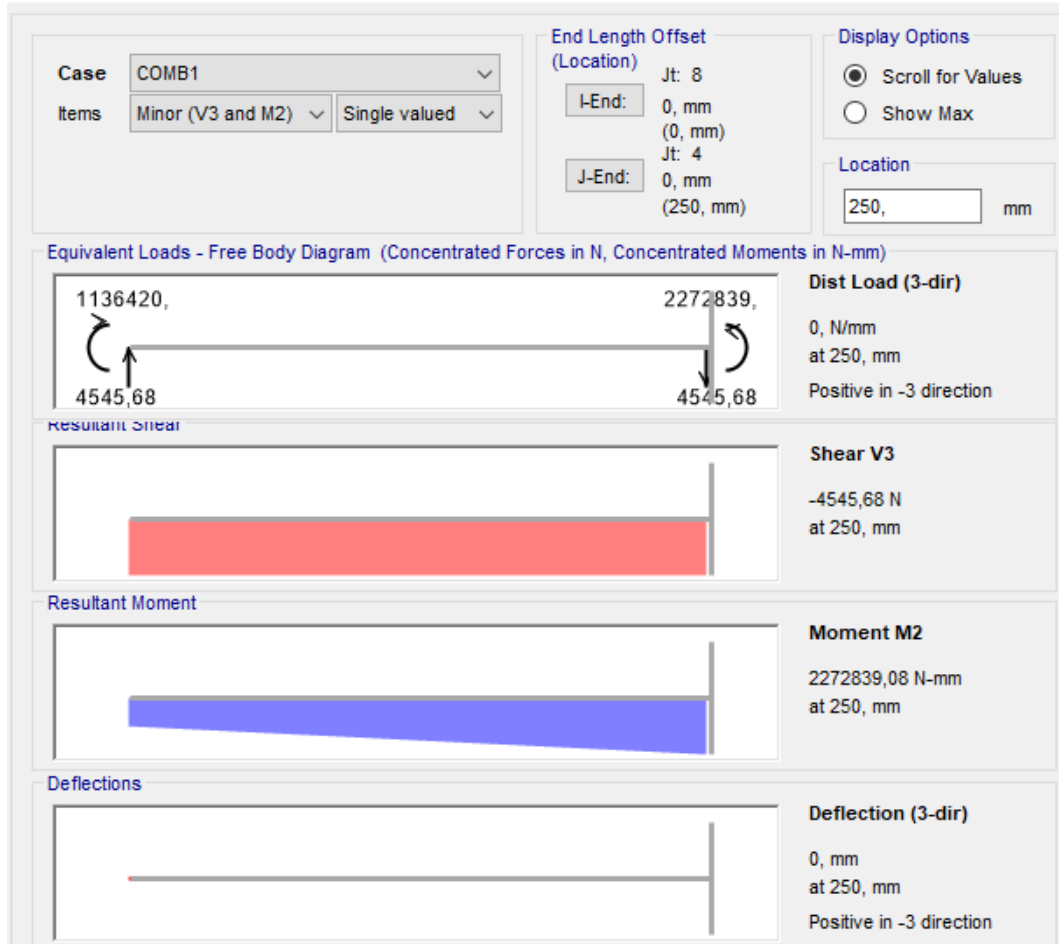 Case COMB1
Items Minor (V3 and M2) Single valued
End Length Offset
(Location)
Jt: 8
I-End: 0, mm
(0, mm)
Jt: 4
J-End: 0, mm
(250, mm)
Display Options
Scroll for Values
Show Max
Location
250, mm
Equivalent Loads - Free Body Diagram (Concentrated Forces in N, Concentrated Moments in N-mm)
1136420, 2272839,
4545,68 4545,68
Dist Load (3-dir)
0, N/mm
at 250, mm
Positive in -3 direction
Resultant Shear
Shear V3
-4545,68 N
at 250, mm
Resultant Moment
Moment M2
2272839,08 N-mm
at 250, mm
Deflections
Deflection (3-dir)
0, mm
at 250, mm
Positive in -3 direction